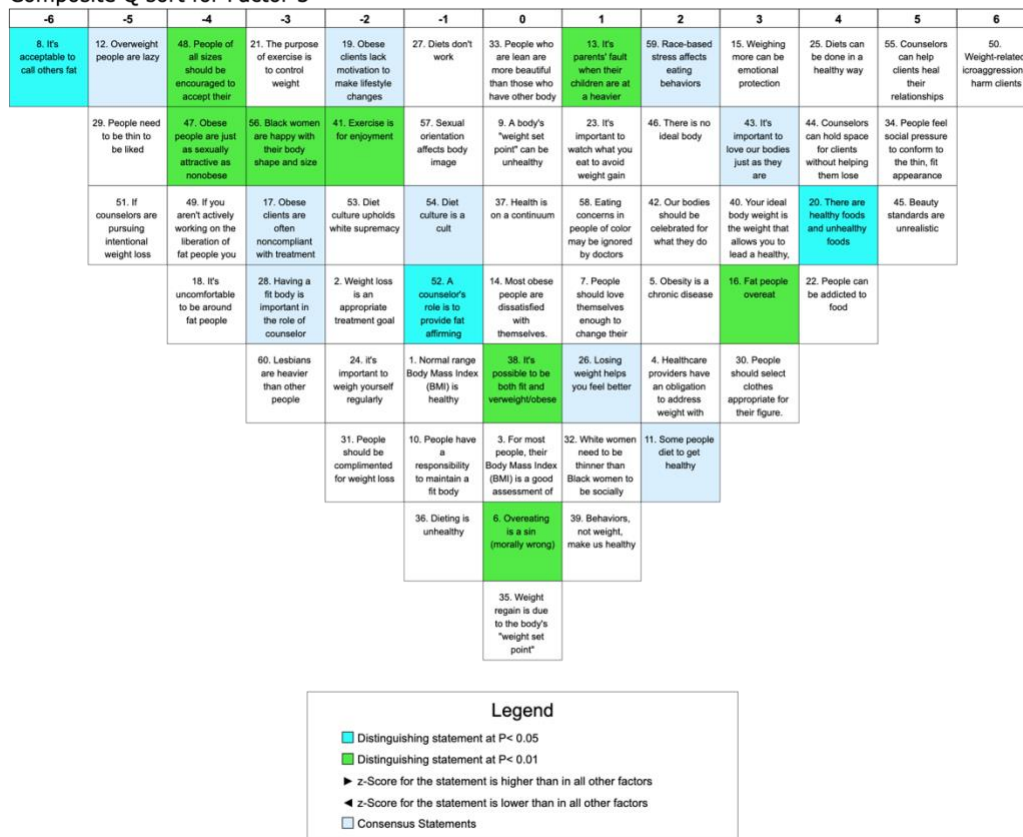 Composite Q sort for Factor
-6 -5 -4 -3 -2 -1 0 1 2 3 4 5 6
8. It's
acceptable to
call others fat
12. Overweight
people are lazy
48. People of
all sizes
should be
encouraged to
accept their
21. The purpose
of exercise is
to control
weight
19. Obese
clients lack
motivation to
make lifestyle
changes
27. Diets don't
work
33. People who
are lean are
more beautiful
than those who
have other body
13. It's
parents' fault
when their
children are at
a heavier
59. Race-based
stress affects
eating
behaviors
15. Weighing
more can be
emotional
protection
25. Diets can
be done in a
healthy way
55. Counselors
can help
clients heal
their
relationships
50.
Weight-related
icroaggression
harm clients
29. People need
to be thin to
be liked
47. Obese
people are just
as sexually
attractive as
nonobese
56. Black women
are happy with
their body
shape and size
41. Exercise is
for enjoyment
57. Sexual
orientation
affects body
image
9. A body's
"weight set
point" can be
unhealthy
23. It's
important to
watch what you
eat to avoid
weight gain
46. There is no
ideal body
43. It's
important to
love our bodies
just as they
are
44. Counselors
can hold space
for clients
without helping
them lose
34. People feel
social pressure
to conform to
the thin, fit
appearance
51. If
counselors are
pursuing
intentional
weight loss
49. If you
aren't actively
working on the
liberation of
fat people you
17. Obese
clients are
often
noncompliant
with treatment
53. Diet
culture upholds
white supremacy
54. Diet
culture is a
cult
37. Health is
on a continuum
58. Eating
concerns in
people of color
may be ignored
by doctors
42. Our bodies
should be
celebrated for
what they do
40. Your ideal
body weight is
the weight that
allows you to
lead a healthy,
20. There are
healthy foods
and unhealthy
foods
45. Beauty
standards are
unrealistic
18. It's
uncomfortable
to be around
fat people
28. Having a
fit body is
important in
the role of
counselor
2. Weight loss
is an
appropriate
treatment goal
52. A
counselor's
role is to
provide fat
affirming
14. Most obese
people are
dissatisfied
with
themselves.
7. People
should love
themselves
enough to
change their
5. Obesity is a
chronic disease
16. Fat people
overeat
22. People can
be addicted to
food
60. Lesbians
are heavier
than other
people
24. it's
important to
weigh yourself
regularly
1. Normal range
Body Mass Index
(BMI) is
healthy
38. It's
possible to be
both fit and
verweight/obese
26. Losing
weight helps
you feel better
4. Healthcare
providers have
an obligation
to address
weight with
30. People
should select
clothes
appropriate for
their figure.
31. People
should be
complimented
for weight loss
10. People have
a
responsibility
to maintain a
fit body
3. For most
people, their
Body Mass Index
(BMI) is a good
assessment of
32. White women
need to be
thinner than
Black women to
be socially
11. Some people
diet to get
healthy
36. Dieting is
unhealthy
6. Overeating
is a sin
(morally wrong)
39. Behaviors,
not weight,
make us healthy
35. Weight
regain is due
to the body's
"weight set
point"
Legend
Distinguishing statement at P< 0.05
Distinguishing statement at P< 0.01
► z-Score for the statement is higher than in all other factors
◄ z-Score for the statement is lower than in all other factors
Consensus Statements